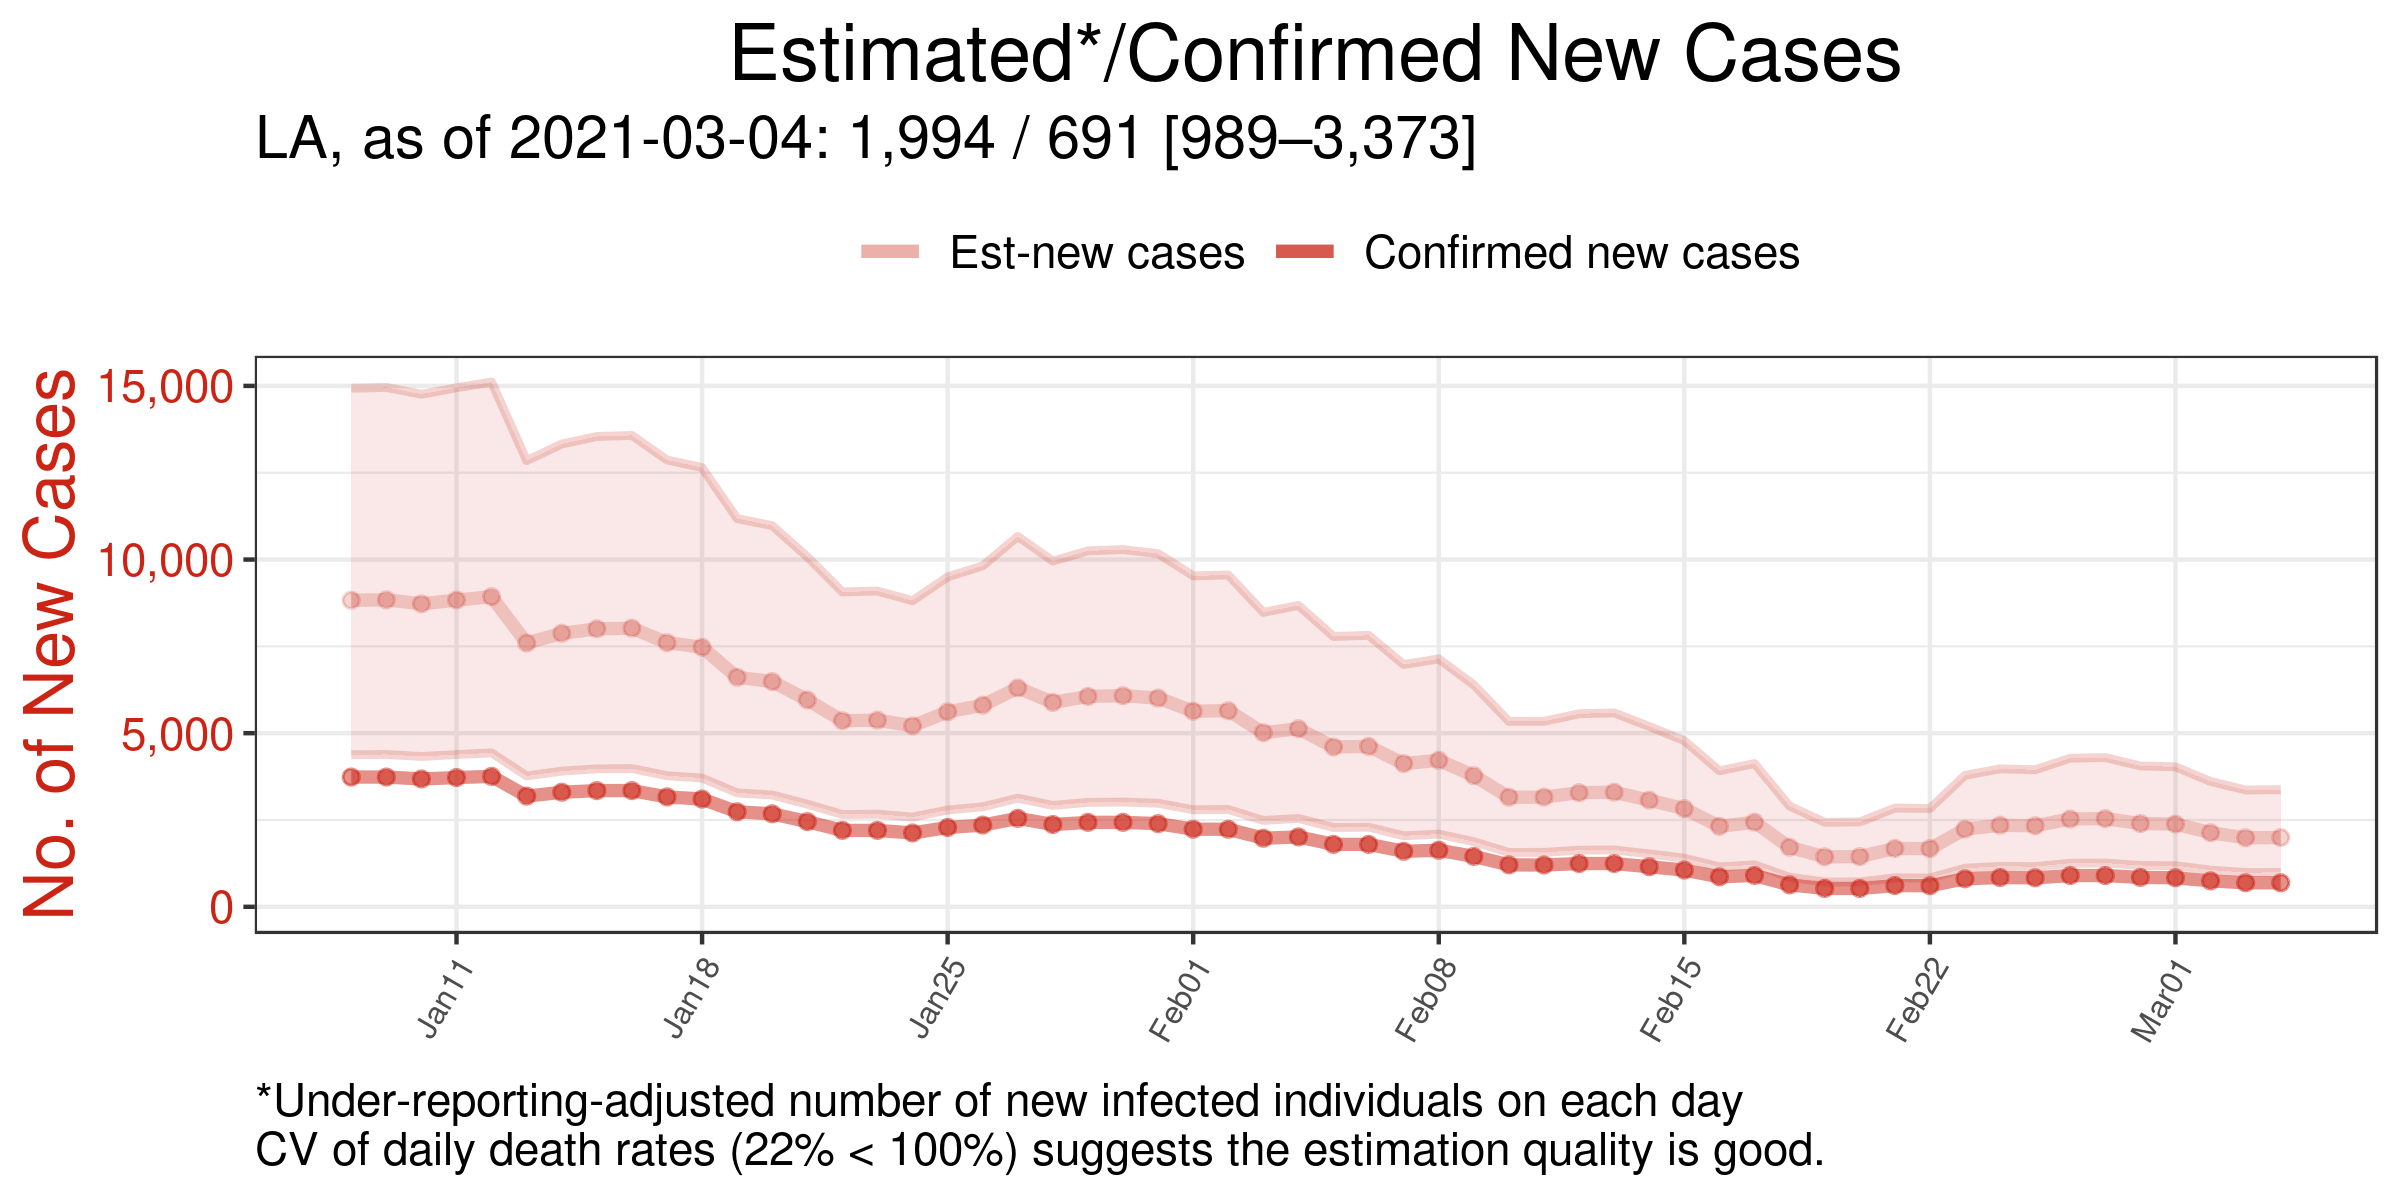 Estimated*/Confirmed New Cases
LA, as of 2021-03-04: 1,994 / 691 [989–3,373]
Est-new cases
Confirmed new cases
No. of New Cases
15,000
10,000
5,000
0
Jan11
Jan18
Jan25
Feb01
Feb08
Feb15
Feb22
Mar01
*Under-reporting-adjusted number of new infected individuals on each day
CV of daily death rates (22% < 100%) suggests the estimation quality is good.